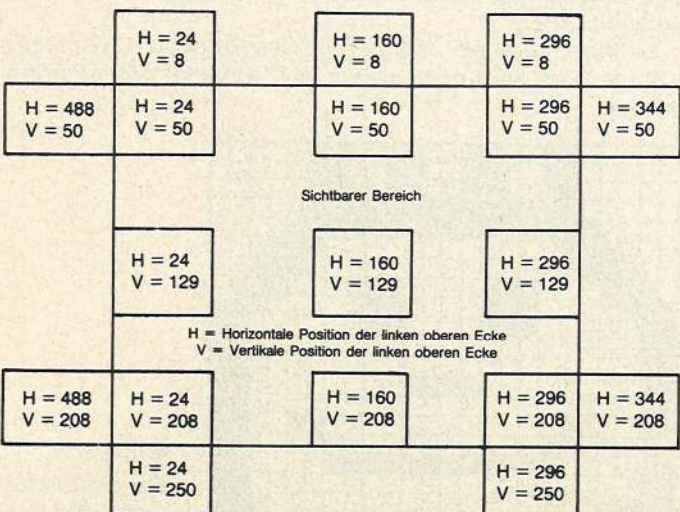 H = 24
V = 8
H = 160
V = 8
H = 296
V = 8
H = 488
V = 50
H = 24
V = 50
H = 160
V = 50
H = 296
V = 50
H = 344
V = 50
Sichtbarer Bereich
H = 24
V = 129
H = 160
V = 129
H = 296
V = 129
H = Horizontale Position der linken oberen Ecke
V = Vertikale Position der linken oberen Ecke
H = 488
V = 208
H = 24
V = 208
H = 160
V = 208
H = 296
V = 208
H = 344
V = 208
H = 24
V = 250
H = 296
V = 250